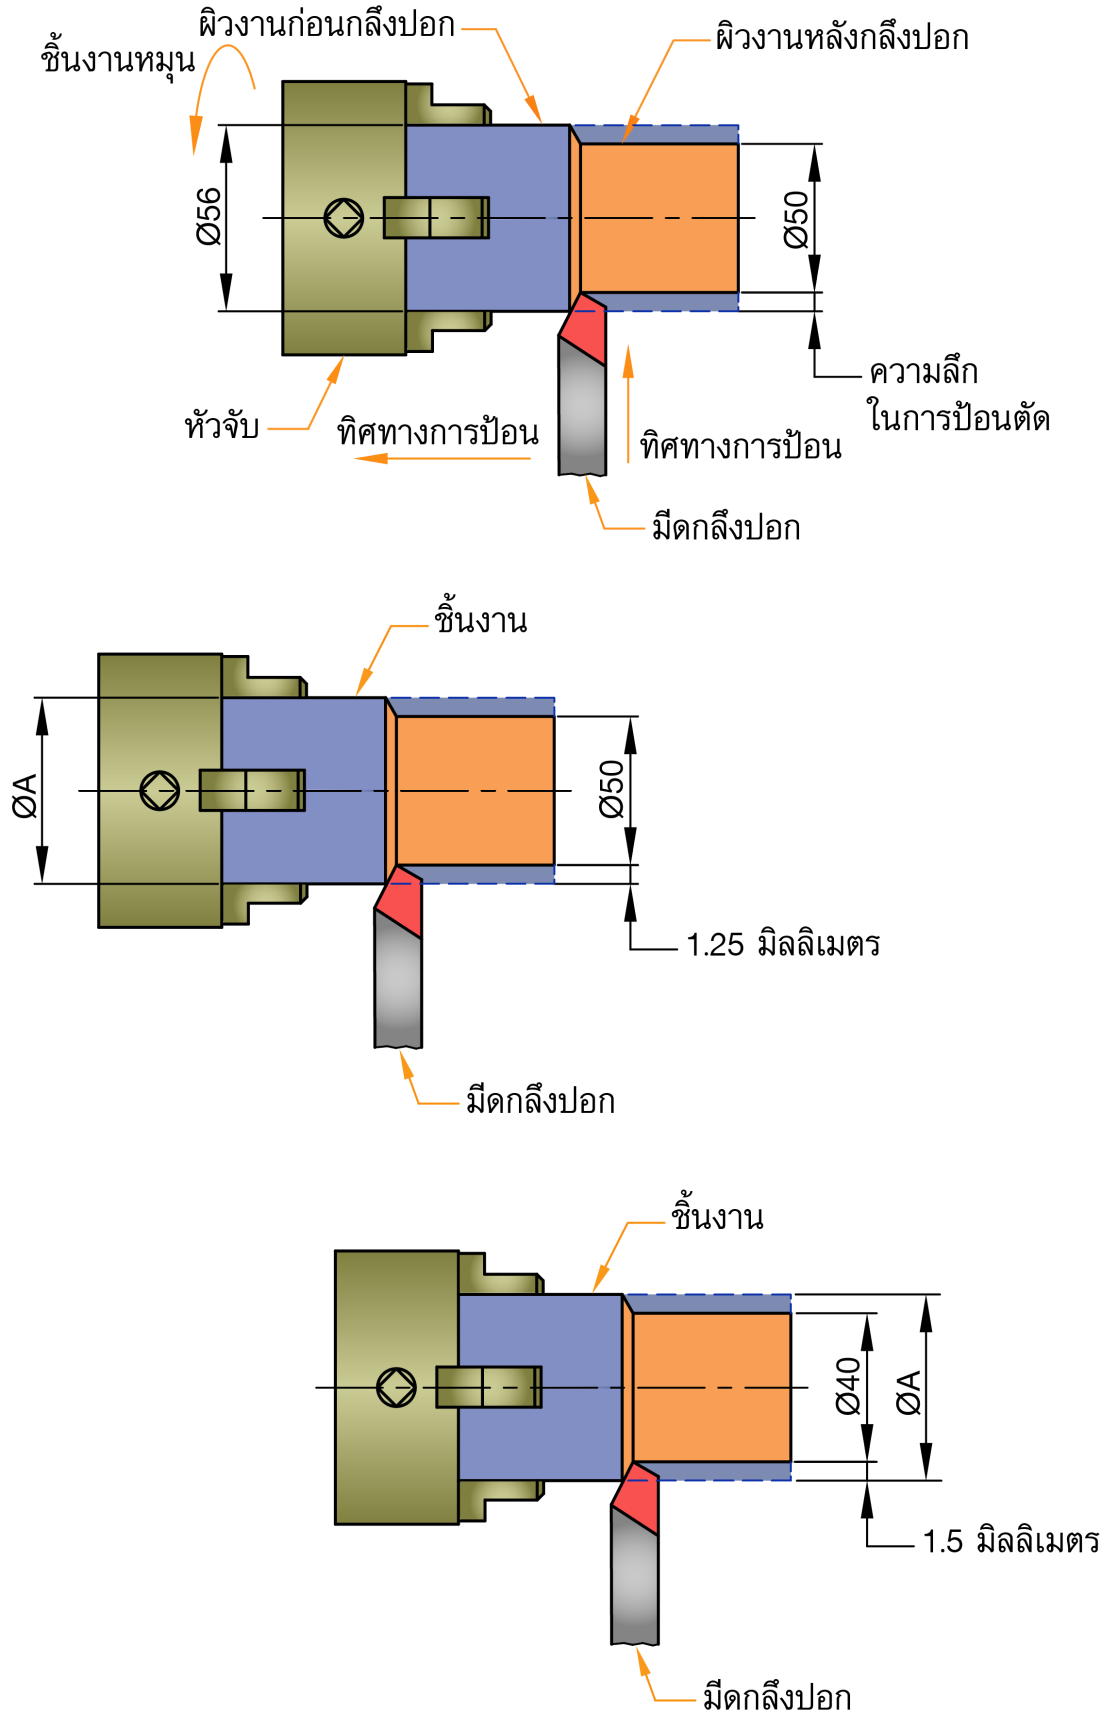 ผิวงานก่อนกลึงปอก
ผิวงานหลังกลึงปอก
ชิ้นงานหมุน
Ø56
Ø50
ความลึก
ในการป้อนตัด
หัวจับ
ทิศทางการป้อน
ทิศทางการป้อน
มีดกลึงปอก
ชิ้นงาน
ØA
Ø50
1.25 มิลลิเมตร
มีดกลึงปอก
ชิ้นงาน
Ø40
ØA
1.5 มิลลิเมตร
มีดกลึงปอก